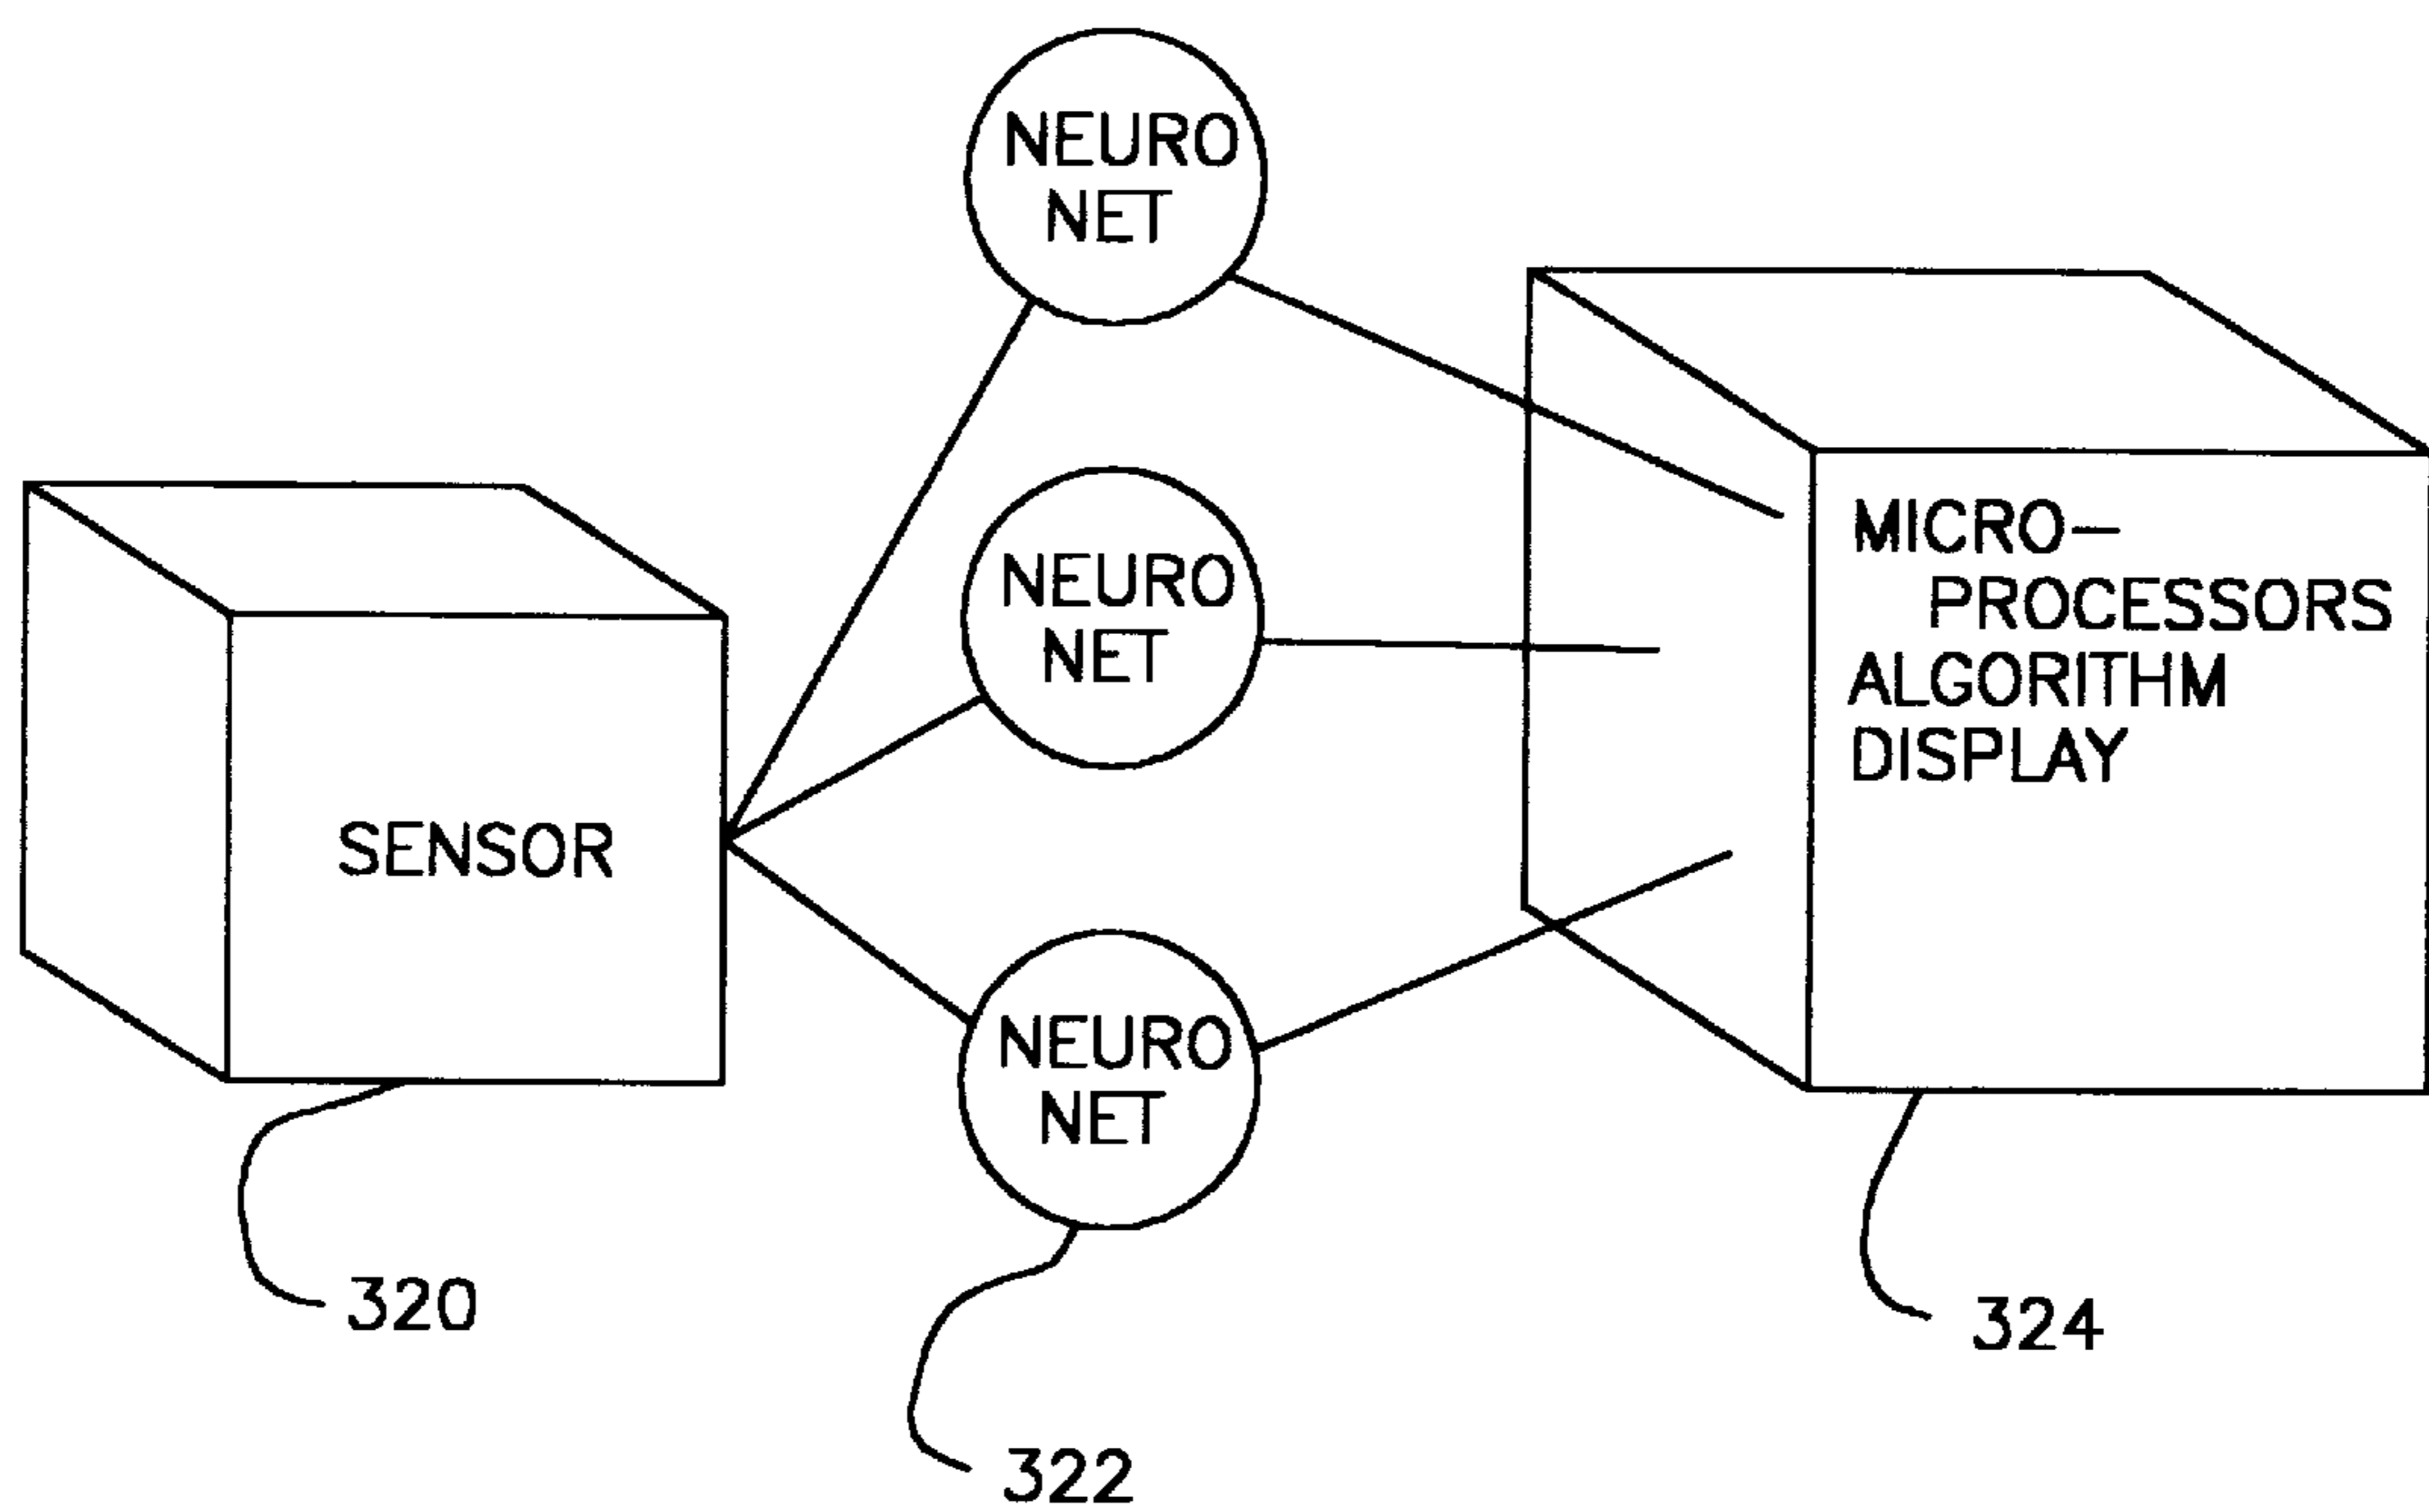 NEURO
NET
NEURO
NET
NEURO
NET
SENSOR
MICRO-
PROCESSORS
ALGORITHM
DISPLAY
320
322
324